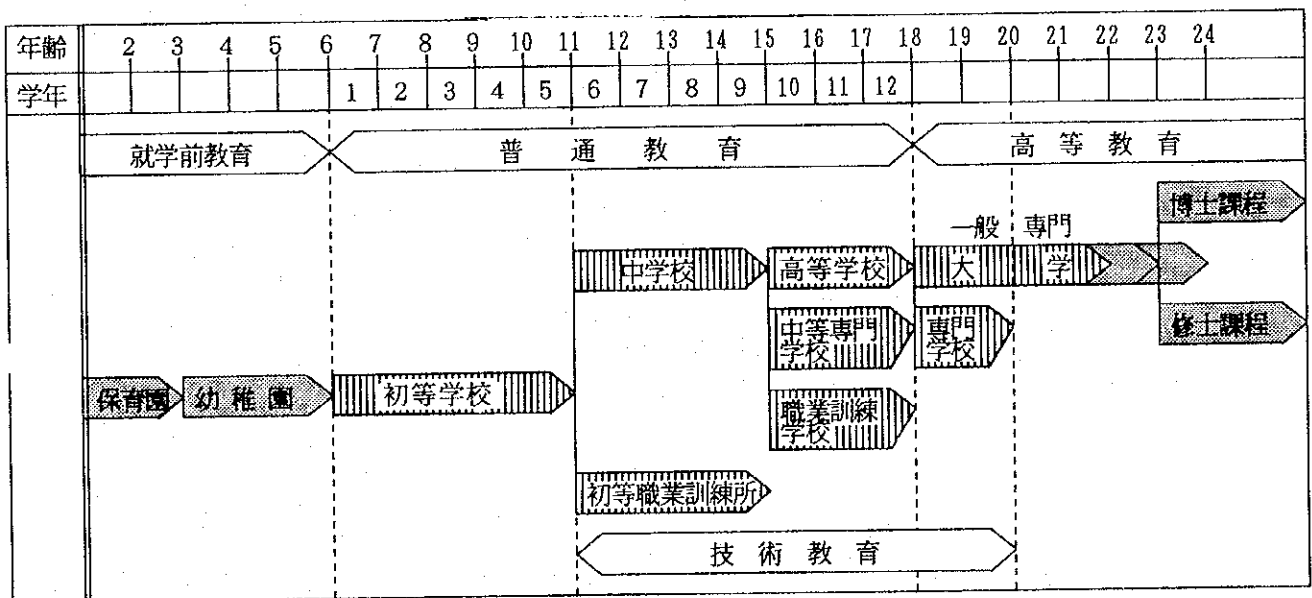 年齢 2 3 4 5 6 7 8 9 10 11 12 13 14 15 16 17 18 19 20 21 22 23 24
学年 1 2 3 4 5 6 7 8 9 10 11 12
就学前教育 普通教育 高等教育
博士課程
一般 専門
中学校 高等学校 大学
修士課程
中等専門 専門
学校 学校
保育園 幼稚園 初等学校
職業訓練
学校
初等職業訓練所
技術教育